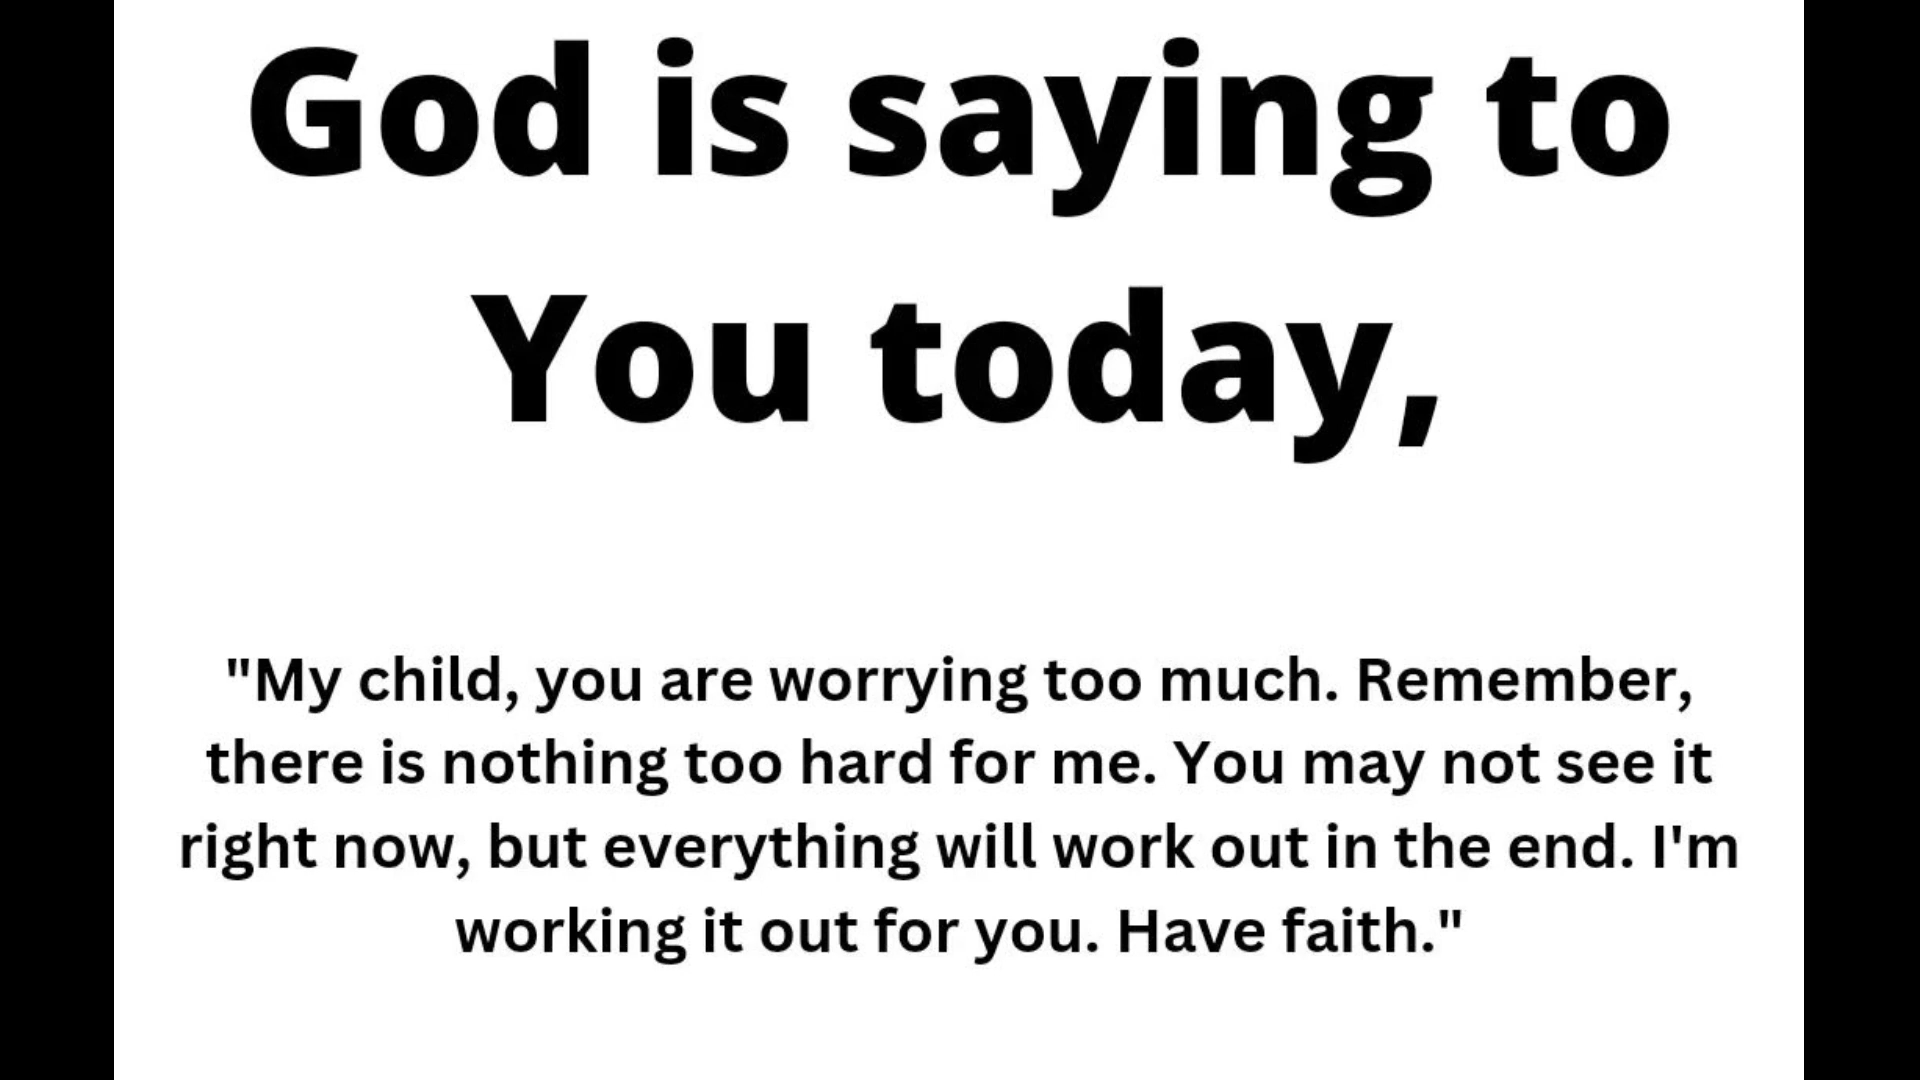 God is saying to
You today,
"My child, you are worrying too much. Remember,
there is nothing too hard for me. You may not see it
right now, but everything will work out in the end. I'm
working it out for you. Have faith."